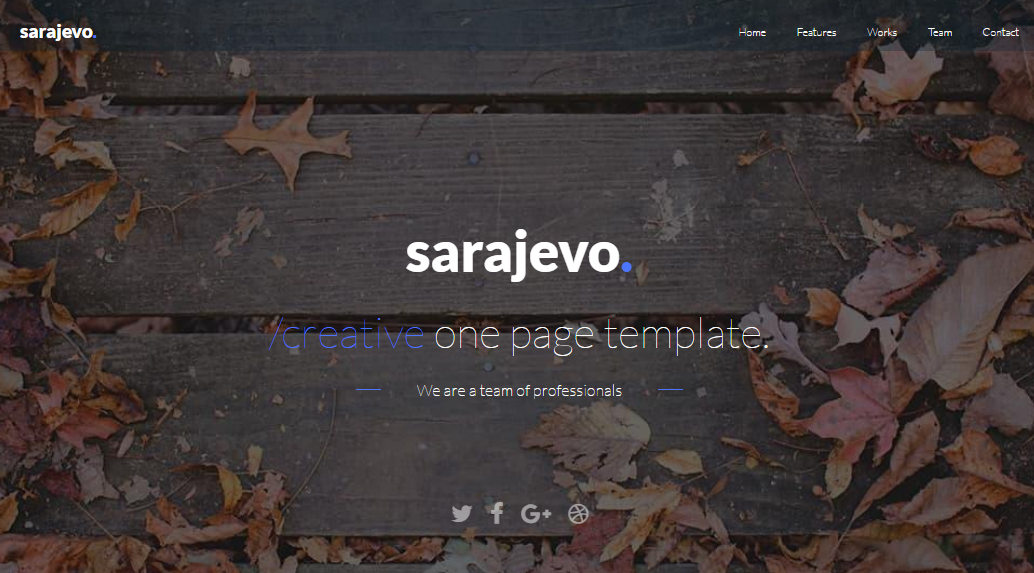 sarajevo.
Home Features Works Team Contact
sarajevo.
/creative one page template.
We are a team of professionals
G+